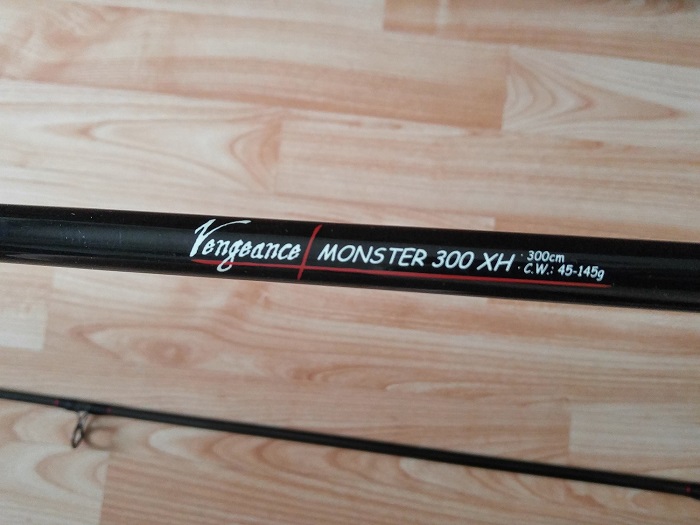 Vengeance MONSTER 300 XH · 300cm
· C.W.: 45-145g